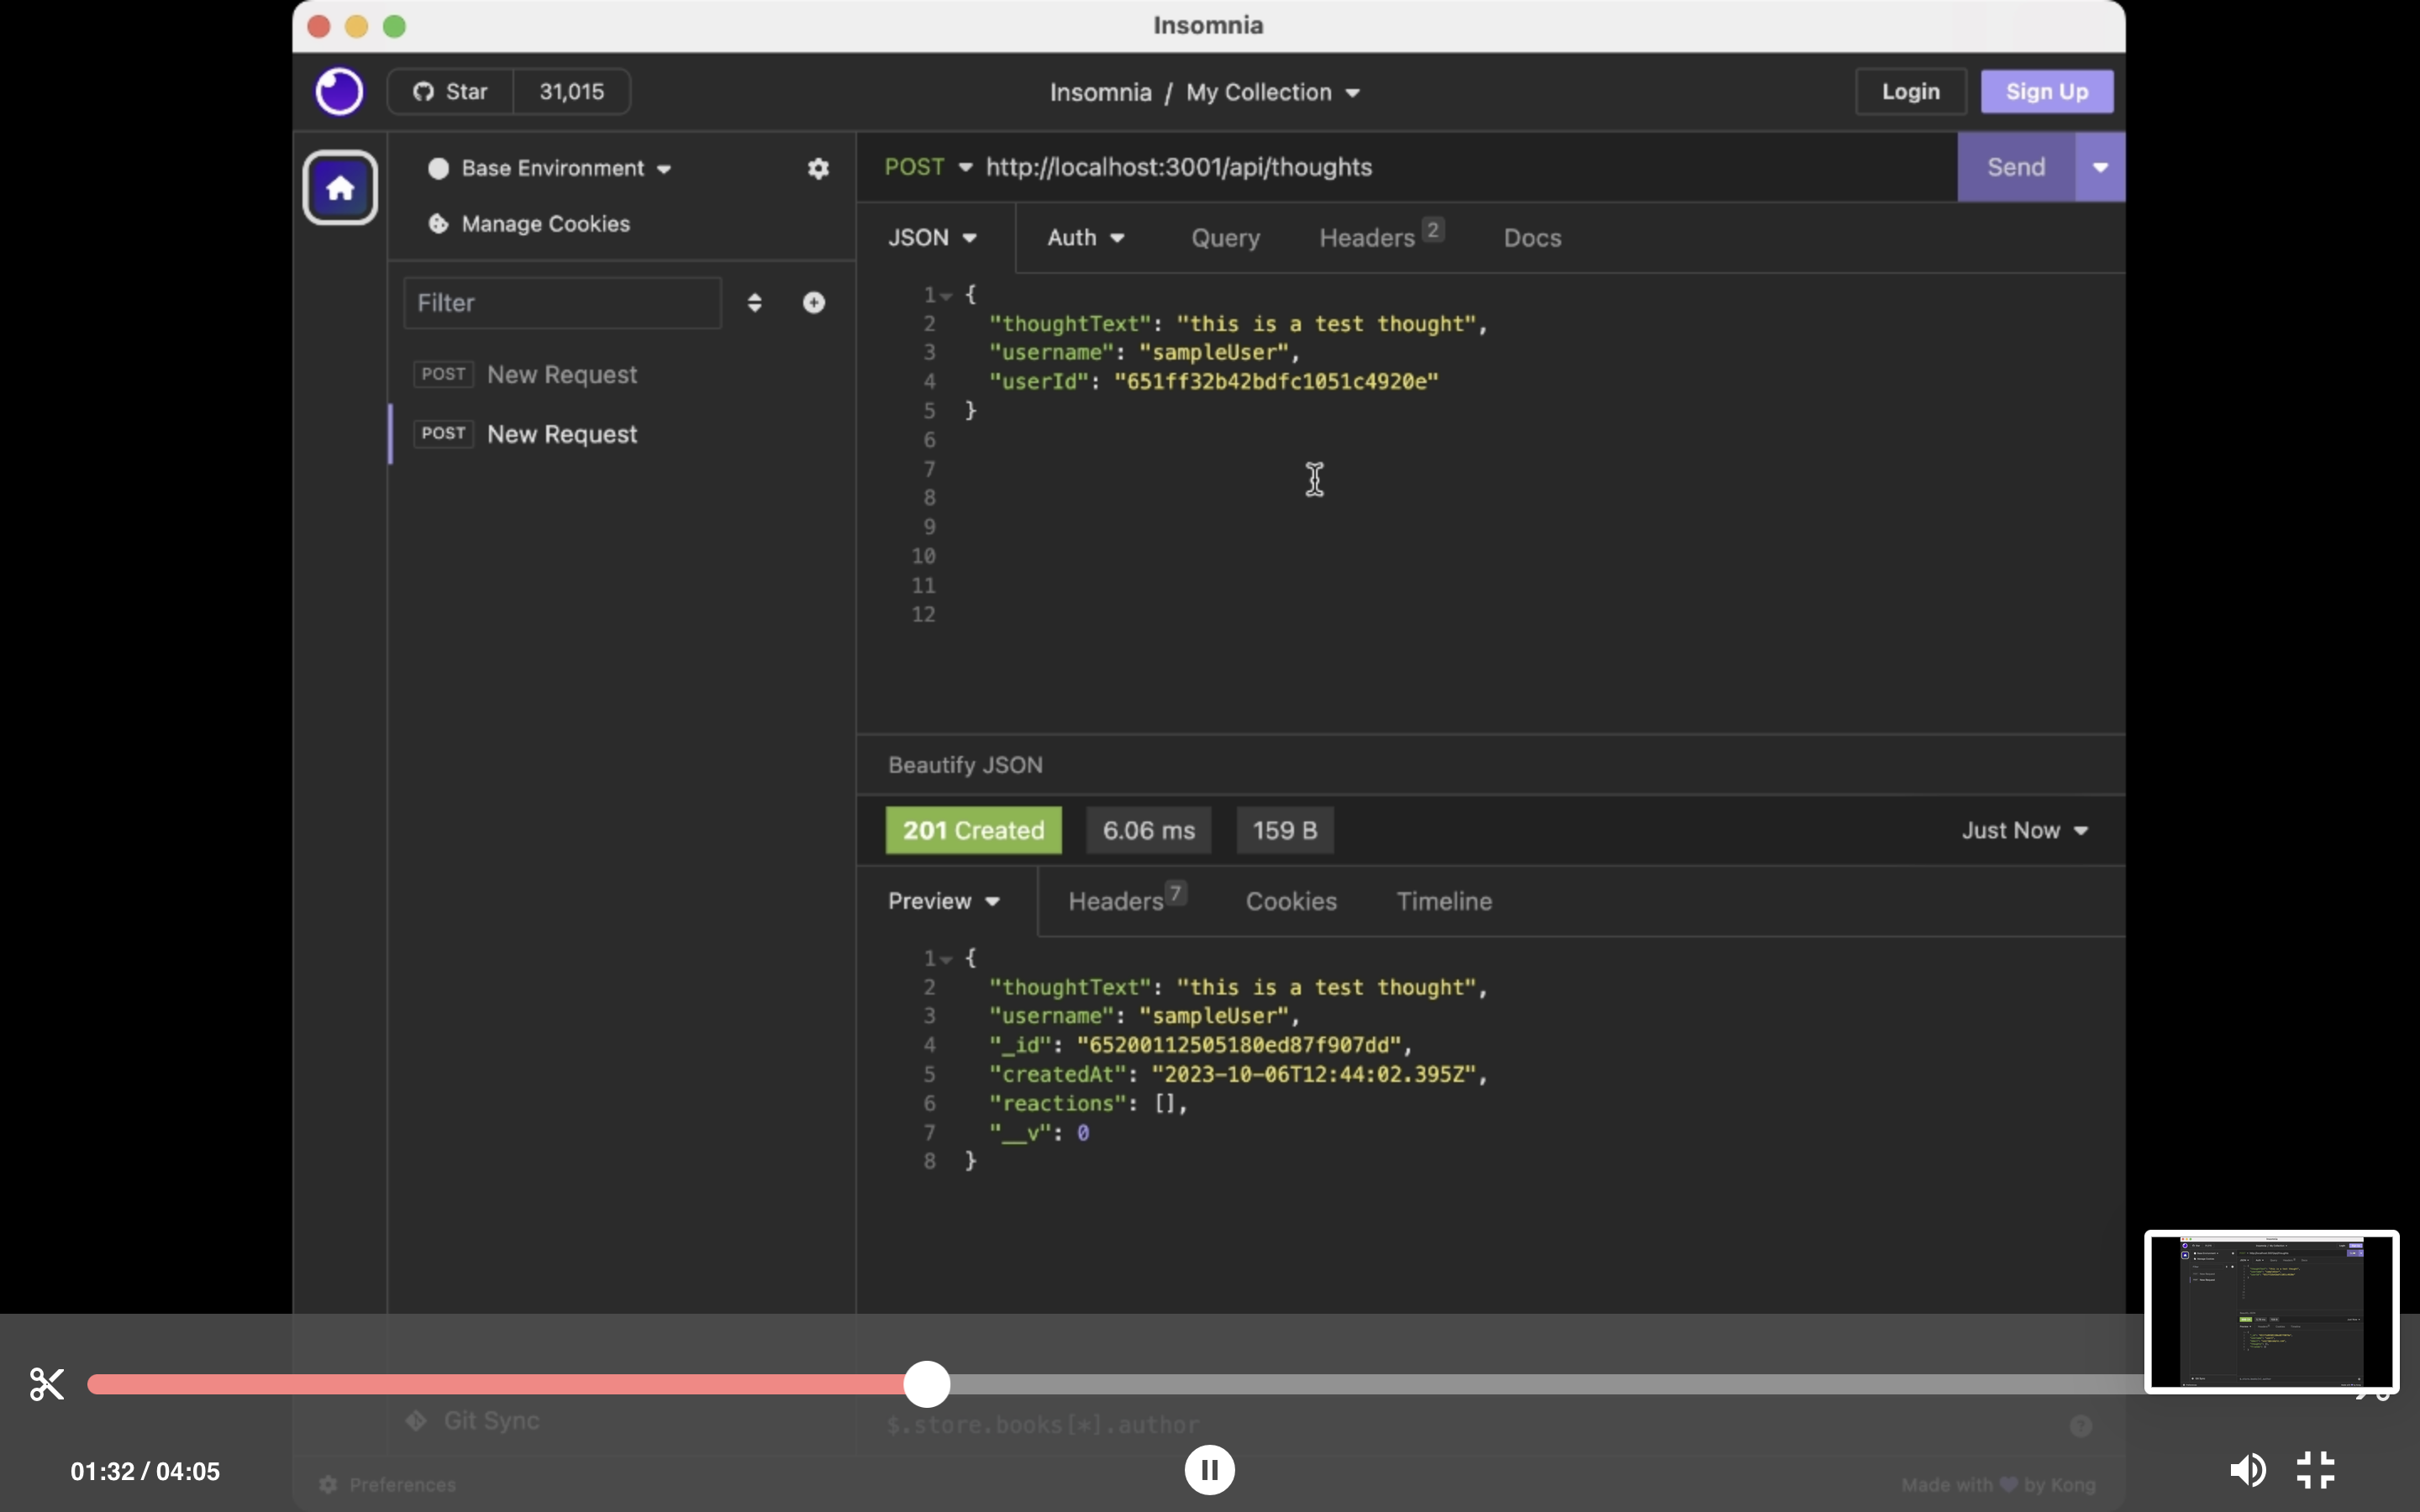 Insomnia
Star 31,015
Insomnia / My Collection
Login Sign Up
Base Environment
Manage Cookies
Filter
POST New Request
POST New Request
POST http://localhost:3001/api/thoughts Send
JSON Auth Query Headers 2 Docs
1 {
2 "thoughtText": "this is a test thought",
3 "username": "sampleUser",
4 "userId": "651ff32b42bdfc1051c4920e"
5 }
6
7
8
9
10
11
12
Beautify JSON
201 Created 6.06 ms 159 B Just Now
Preview Headers 7 Cookies Timeline
1 {
2 "thoughtText": "this is a test thought",
3 "username": "sampleUser",
4 "_id": "65200112505180ed87f907dd",
5 "createdAt": "2023-10-06T12:44:02.395Z",
6 "reactions": [],
7 "__v": 0
8 }
Git Sync
$.store.books[*].author
01:32 / 04:05
Preferences
Made with by Kong